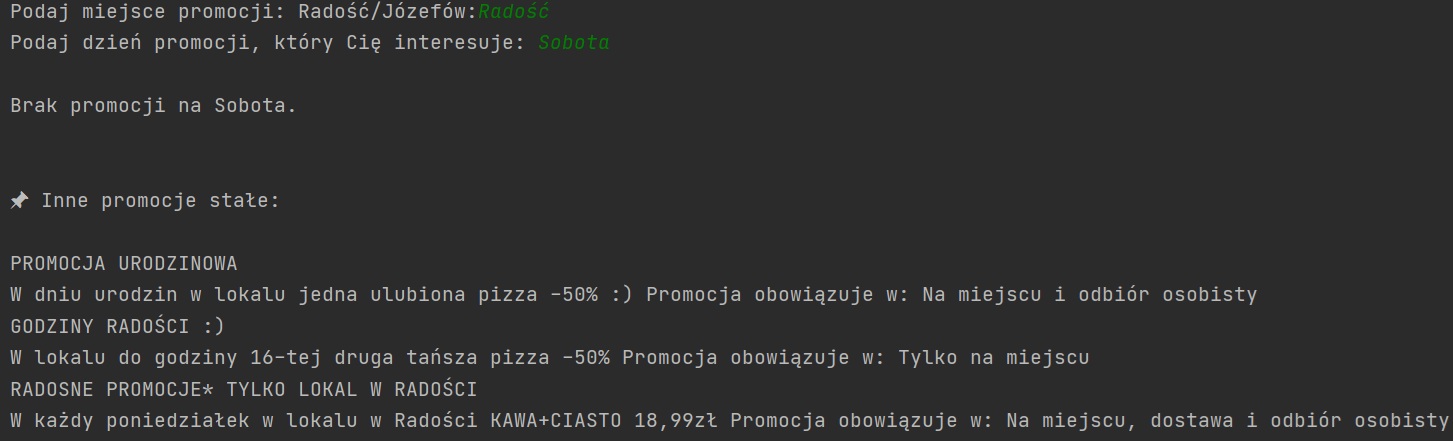 Podaj miejsce promocji: Radość/Józefów:Radość
Podaj dzień promocji, który Cię interesuje: Sobota
Brak promocji na Sobota.
📌 Inne promocje stałe:
PROMOCJA URODZINOWA
W dniu urodzin w lokalu jedna ulubiona pizza -50% :) Promocja obowiązuje w: Na miejscu i odbiór osobisty
GODZINY RADOŚCI :)
W lokalu do godziny 16-tej druga tańsza pizza -50% Promocja obowiązuje w: Tylko na miejscu
RADOSNE PROMOCJE* TYLKO LOKAL W RADOŚCI
W każdy poniedziałek w lokalu w Radości KAWA+CIASTO 18,99zł Promocja obowiązuje w: Na miejscu, dostawa i odbiór osobisty